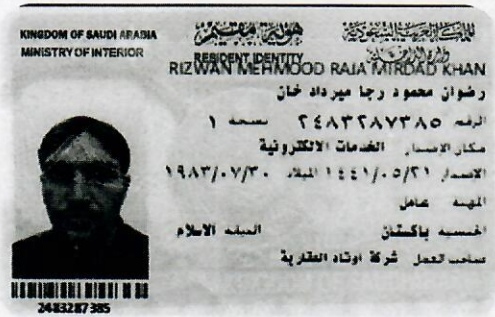 KINGDOM OF SAUDI ARABIA
MINISTRY OF INTERIOR
هوية مقيم
RESIDENT IDENTITY
المملكة العربية السعودية
وزارة الداخلية
RIZWAN MEHMOOD RAJA MIRDAD KHAN
رضوان محمود رجا ميرداد خان
الرقم ٢٤٨٣٢٨٧٣٨٥ نسخة ١
مكان الإصدار الخدمات الالكترونية
الاصدار ١٤٤١/٠٥/٢١ الميلاد ١٩٨٣/٠٧/٣٠
المهنة عامل
الجنسية باكستان الديانة الاسلام
صاحب العمل شركة اوتاد العقارية
2483287385